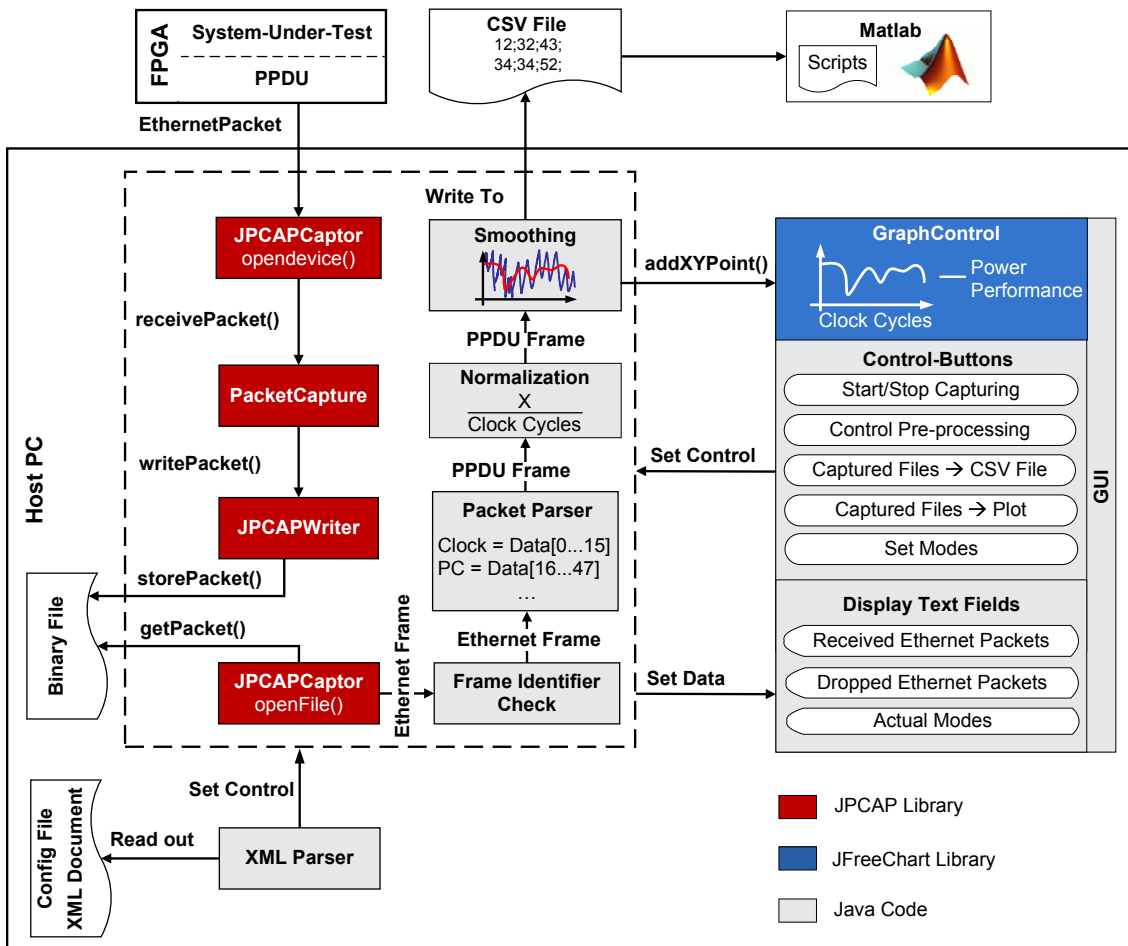 FPGA
System-Under-Test
PPDU
CSV File
12;32;43;
34;34;52;
Matlab
Scripts
EthernetPacket
Host PC
Write To
JPCAPCaptor
opendevice()
Smoothing
addXYPoint()
GraphControl
Power
Performance
Clock Cycles
receivePacket()
PPDU Frame
PacketCapture
Normalization
X
Clock Cycles
writePacket()
PPDU Frame
JPCAPWriter
Packet Parser
Clock = Data[0...15]
PC = Data[16...47]
...
storePacket()
getPacket()
Binary File
JPCAPCaptor
openFile()
Ethernet Frame
Ethernet Frame
Frame Identifier
Check
Set Control
Set Data
GUI
Control-Buttons
Start/Stop Capturing
Control Pre-processing
Captured Files → CSV File
Captured Files → Plot
Set Modes
Display Text Fields
Received Ethernet Packets
Dropped Ethernet Packets
Actual Modes
Set Control
Config File
XML Document
Read out
XML Parser
JPCAP Library
JFreeChart Library
Java Code